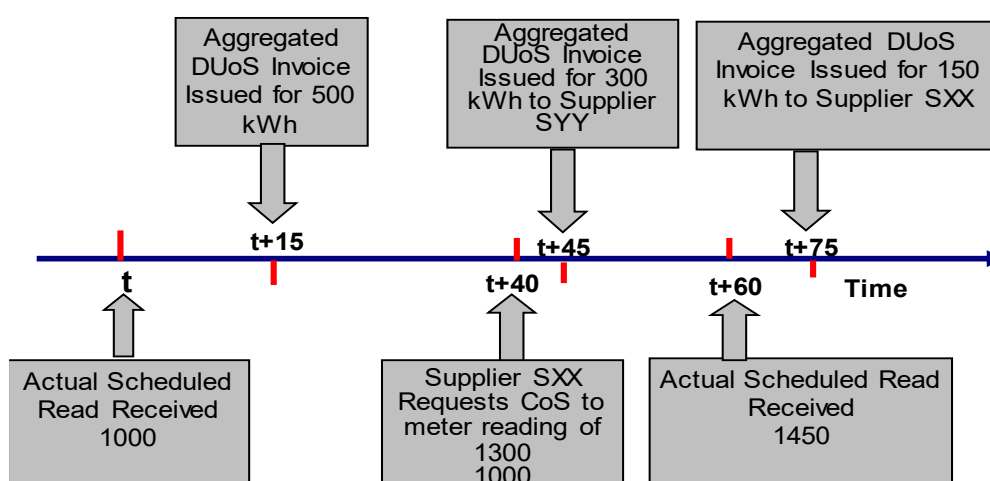 Aggregated
DUoS Invoice
Issued for 500
kWh
Aggregated
DUoS Invoice
Issued for 300
kWh to Supplier
SYY
Aggregated DUoS
Invoice Issued for 150
kWh to Supplier SXX
t+15
t+45
t+75
t
t+40
t+60
Time
Actual Scheduled
Read Received
1000
Supplier SXX
Requests CoS to
meter reading of
1300
1000
Actual Scheduled Read
Received
1450